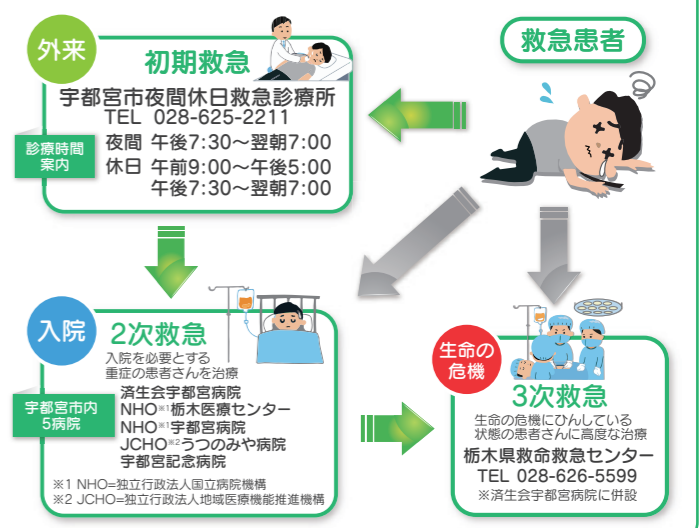 外来
初期救急
宇都宮市夜間休日救急診療所
TEL 028-625-2211
診療時間
案内
夜間 午後7:30～翌朝7:00
休日 午前9:00～午後5:00
午後7:30～翌朝7:00
救急患者
入院
2次救急
入院を必要とする
重症の患者さんを治療
宇都宮市内
5病院
済生会宇都宮病院
NHO※1栃木医療センター
NHO※1宇都宮病院
JCHO※2うつのみや病院
宇都宮記念病院
※1 NHO=独立行政法人国立病院機構
※2 JCHO=独立行政法人地域医療機能推進機構
生命の
危機
3次救急
生命の危機にひんしている
状態の患者さんに高度な治療
栃木県救命救急センター
TEL 028-626-5599
※済生会宇都宮病院に併設